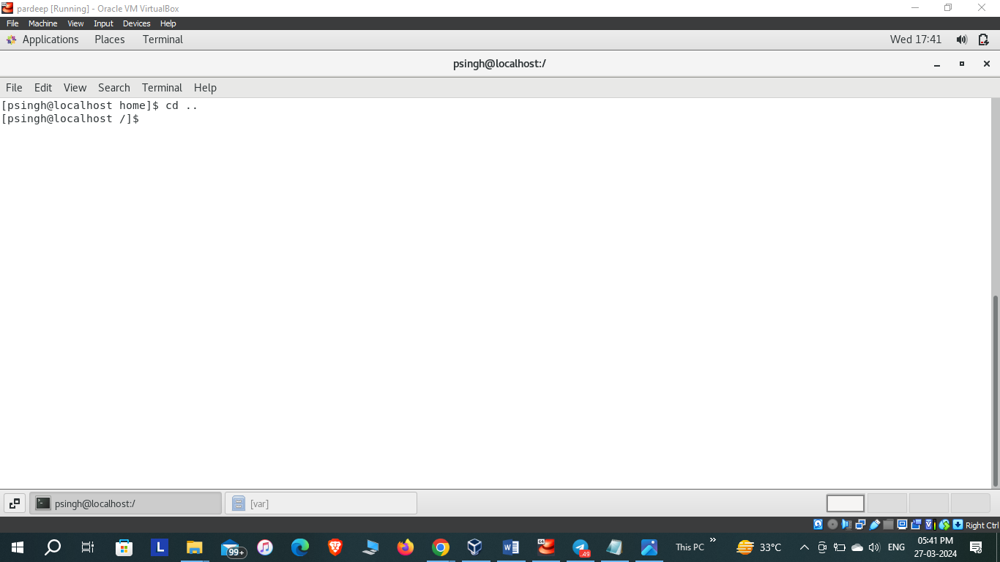 pardeep [Running] - Oracle VM VirtualBox
File Machine View Input Devices Help
Applications Places Terminal Wed 17:41
psingh@localhost:/
File Edit View Search Terminal Help
[psingh@localhost home]$ cd ..
[psingh@localhost /]$
psingh@localhost:/ [var]
Right Ctrl
L 99+ W 64 .49 This PC » 33°C ENG 05:41 PM
27-03-2024